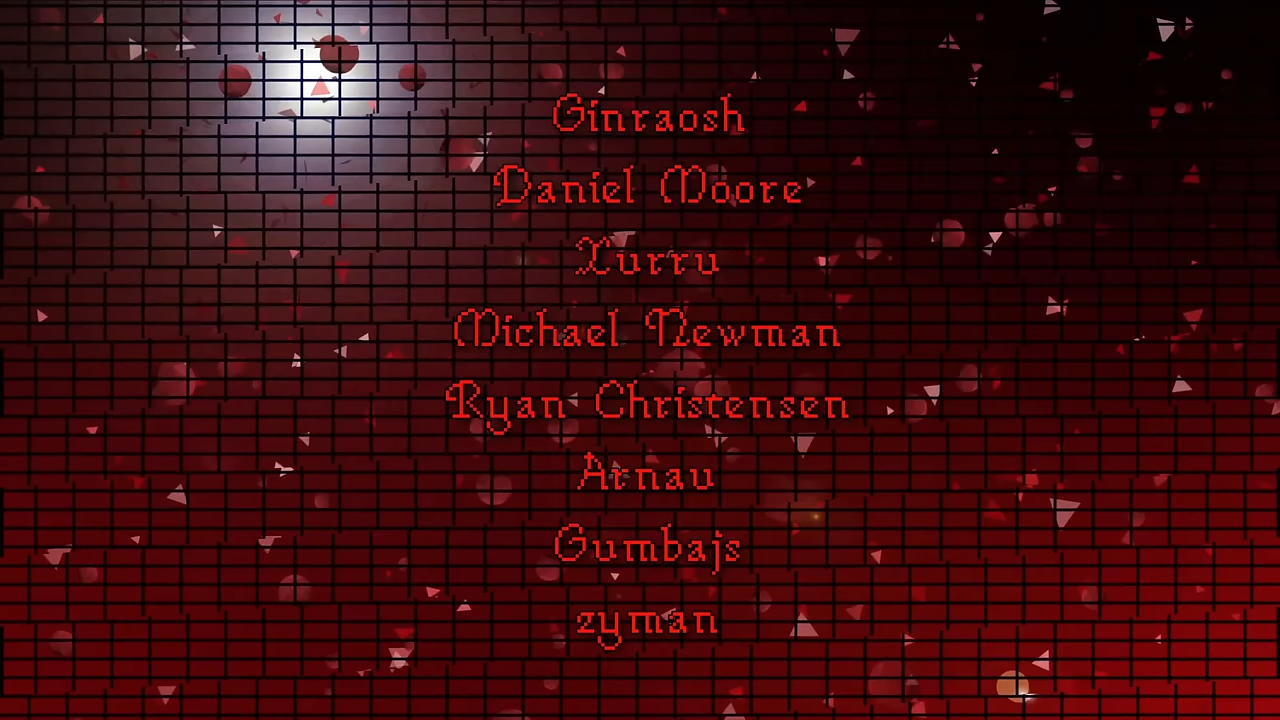 Ginraosh
Daniel Moore
Xurru
Michael Newman
Ryan Christensen
Arnau
Gumbajs
zyman